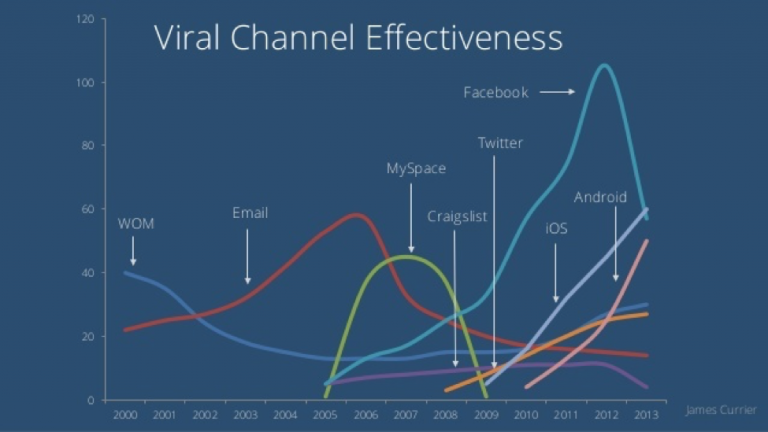 Viral Channel Effectiveness
120
100
80
60
40
20
0
Facebook
Twitter
MySpace
Android
Craigslist
Email
WOM
iOS
2000 2001 2002 2003 2004 2005 2006 2007 2008 2009 2010 2011 2012 2013
James Currier